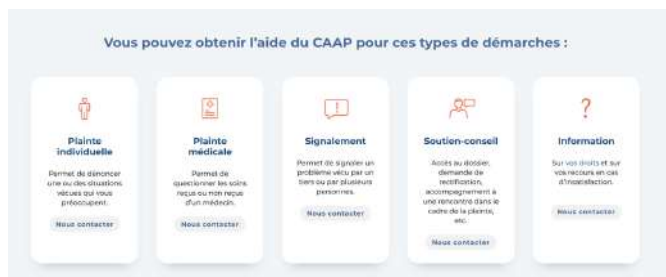 Vous pouvez obtenir l'aide du CAAP pour ces types de démarches :
Plainte
individuelle
Permet de dénoncer
une ou des situations
vécues qui vous
préoccupent.
Nous contacter
Plainte
médicale
Permet de
questionner les soins
reçus ou non reçus
d'un médecin.
Nous contacter
Signalement
Permet de signaler un
problème vécu par un
tiers ou par plusieurs
personnes.
Nous contacter
Soutien-conseil
Accès au dossier,
demande de
rectification,
accompagnement à
une rencontre dans le
cadre de la plainte,
etc.
Nous contacter
Information
Sur vos droits et sur
vos recours en cas
d'insatisfaction.
Nous contacter